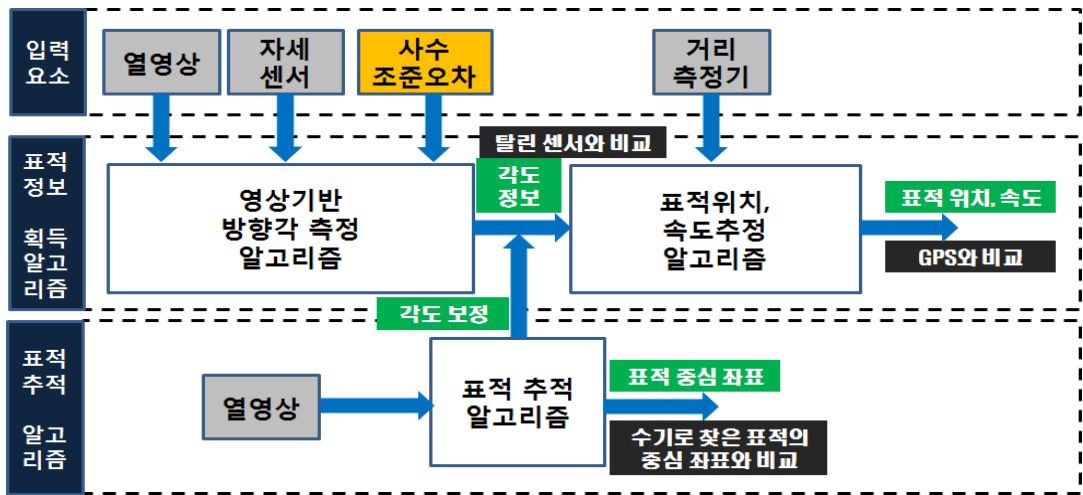 입력
요소
열영상
자세
센서
사수
조준오차
거리
측정기
표적
정보
획득
알고
리즘
영상기반
방향각 측정
알고리즘
탈린 센서와 비교
각도
정보
표적위치,
속도추정
알고리즘
표적 위치, 속도
GPS와 비교
각도 보정
표적
추적
알고
리즘
열영상
표적 추적
알고리즘
표적 중심 좌표
수기로 찾은 표적의
중심 좌표와 비교